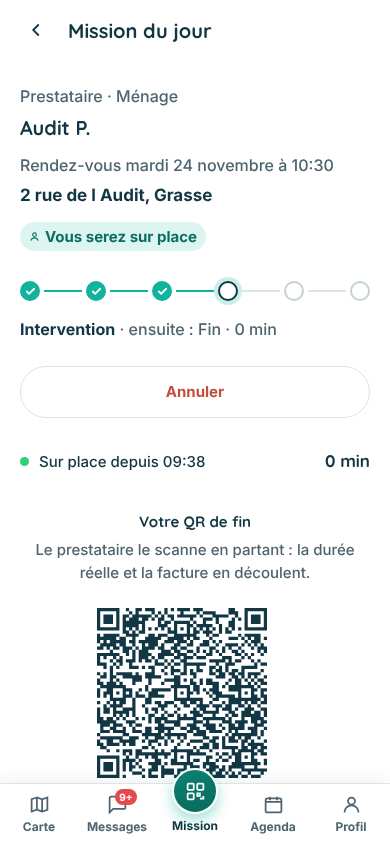 Mission du jour
Prestataire · Ménage
Audit P.
Rendez-vous mardi 24 novembre à 10:30
2 rue de l Audit, Grasse
Vous serez sur place
Intervention · ensuite : Fin · 0 min
Annuler
Sur place depuis 09:38 0 min
Votre QR de fin
Le prestataire le scanne en partant : la durée
réelle et la facture en découlent.
9+
Carte Messages Mission Agenda Profil